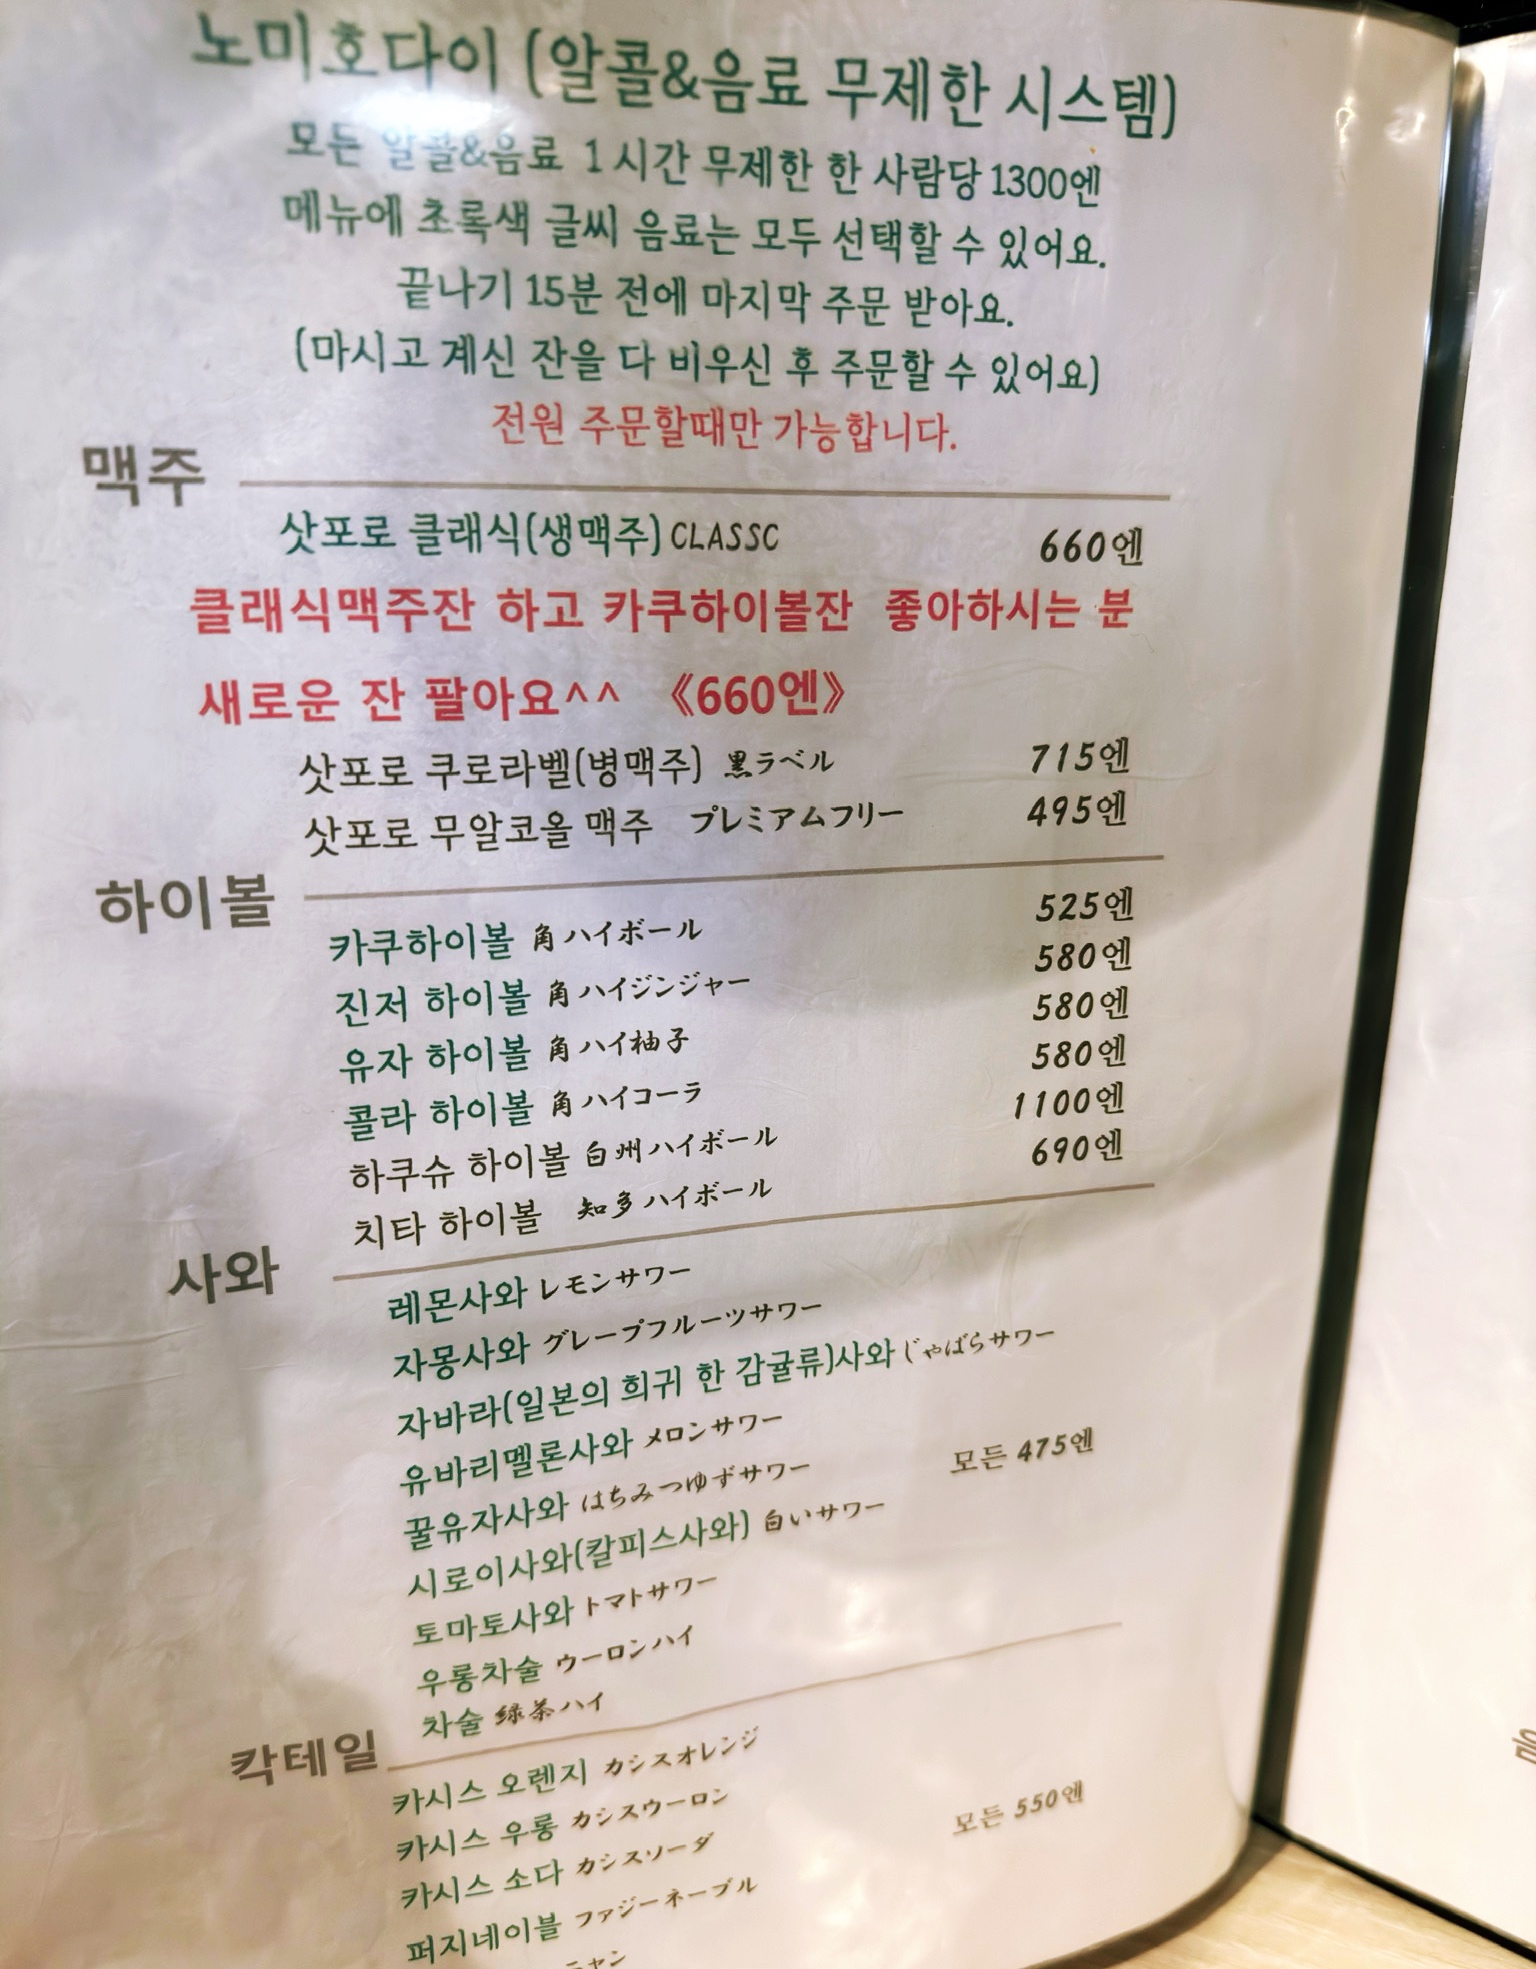 노미호다이 (알콜&음료 무제한 시스템)
모든 알콜&음료 1시간 무제한 한 사람당 1300엔
메뉴에 초록색 글씨 음료는 모두 선택할 수 있어요.
끝나기 15분 전에 마지막 주문 받아요.
(마시고 계신 잔을 다 비우신 후 주문할 수 있어요)
전원 주문할때만 가능합니다.
맥주
삿포로 클래식(생맥주) CLASSC 660엔
클래식맥주잔 하고 카쿠하이볼잔 좋아하시는 분
새로운 잔 팔아요^^ 《660엔》
삿포로 쿠로라벨(병맥주) 黒ラベル 715엔
삿포로 무알코올 맥주 プレミアムフリー 495엔
하이볼
카쿠하이볼 角ハイボール 525엔
진저 하이볼 角ハイジンジャー 580엔
유자 하이볼 角ハイ柚子 580엔
콜라 하이볼 角ハイコーラ 580엔
하쿠슈 하이볼 白州ハイボール 1100엔
치타 하이볼 知多ハイボール 690엔
사와
레몬사와 レモンサワー
자몽사와 グレープフルーツサワー
자바라(일본의 희귀 한 감귤류)사와 じゃばらサワー
유바리멜론사와 メロンサワー
꿀유자사와 はちみつゆずサワー 모든 475엔
시로이사와(칼피스사와) 白いサワー
토마토사와 トマトサワー
우롱차술 ウーロンハイ
차술 緑茶ハイ
칵테일
카시스 오렌지 カシスオレンジ
카시스 우롱 カシスウーロン
카시스 소다 カシスソーダ 모든 550엔
퍼지네이블 ファジーネーブル